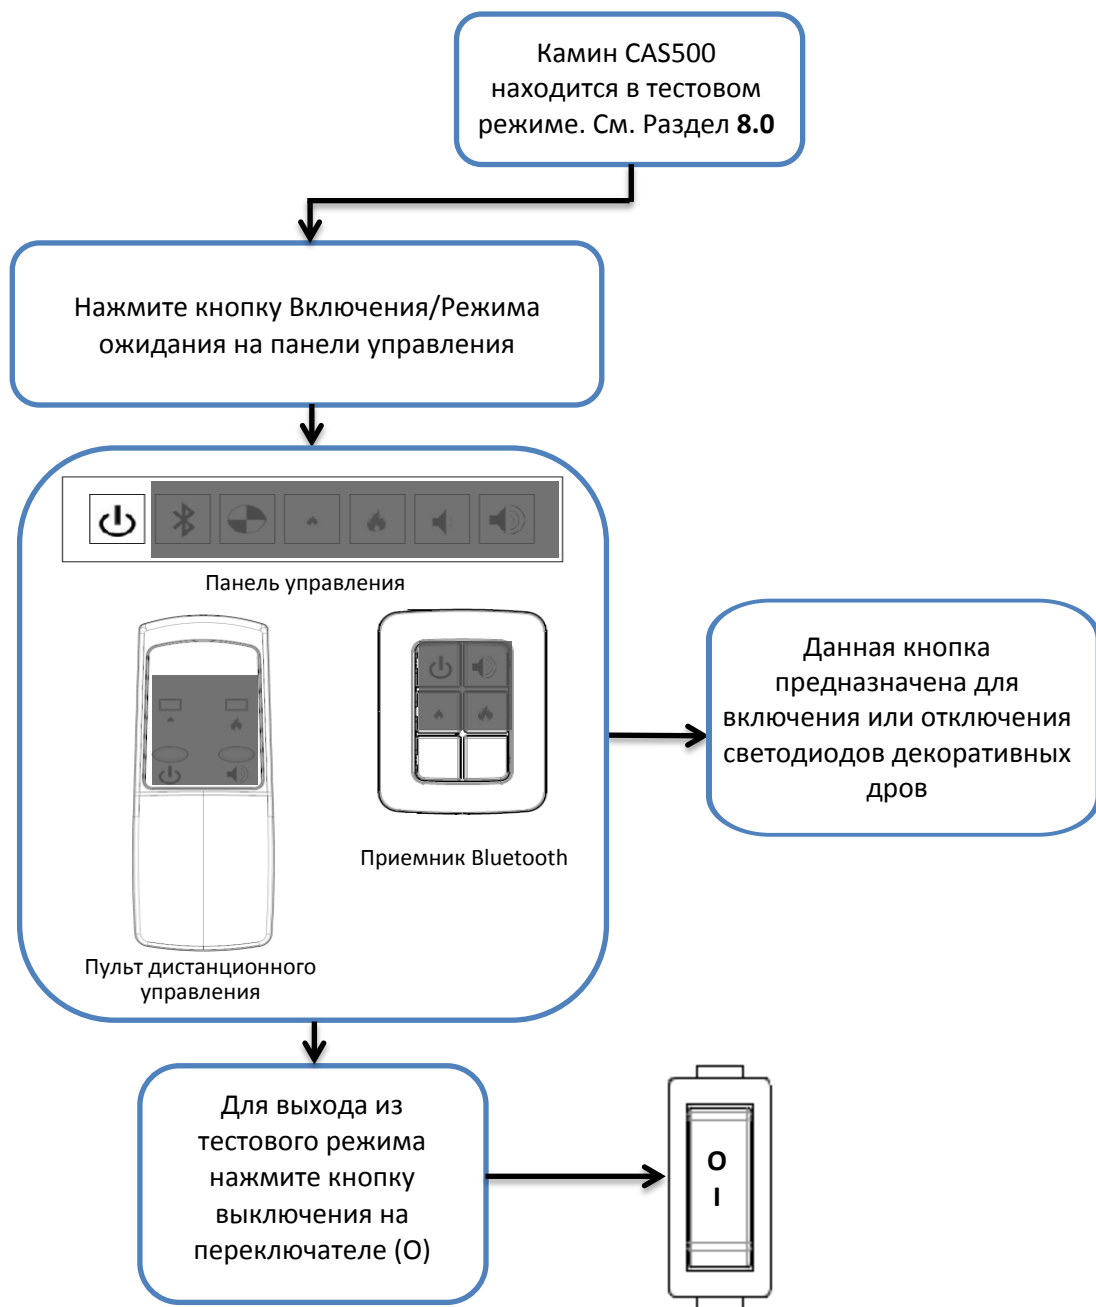 Камин CAS500
находится в тестовом
режиме. См. Раздел 8.0
Нажмите кнопку Включения/Режима
ожидания на панели управления
Панель управления
Приемник Bluetooth
Пульт дистанционного
управления
Данная кнопка
предназначена для
включения или отключения
светодиодов декоративных
дров
Для выхода из
тестового режима
нажмите кнопку
выключения на
переключателе (O)
O
I